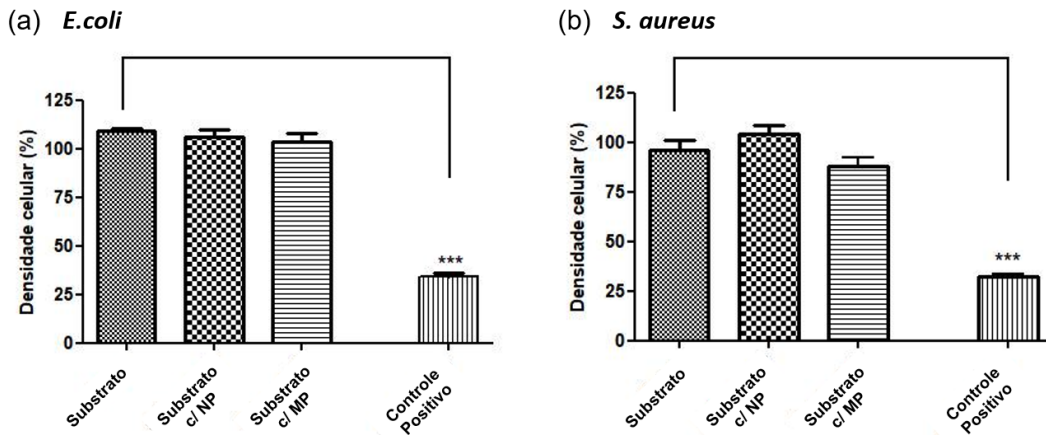 (a) E.coli
Densidade celular (%)
125
100
75
50
25
0
***
Substrato
Substrato
c/ NP
Substrato
c/ MP
Controle
Positivo
(b) S. aureus
Densidade celular (%)
125
100
75
50
25
0
***
Substrato
Substrato
c/ NP
Substrato
c/ MP
Controle
Positivo